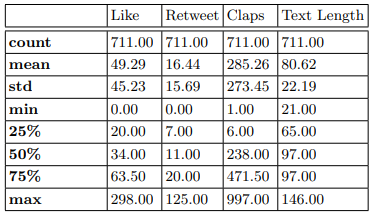 Like Retweet Claps Text Length
count 711.00 711.00 711.00 711.00
mean 49.29 16.44 285.26 80.62
std 45.23 15.69 273.45 22.19
min 0.00 0.00 1.00 21.00
25% 20.00 7.00 6.00 65.00
50% 34.00 11.00 238.00 97.00
75% 63.50 20.00 471.50 97.00
max 298.00 125.00 997.00 146.00